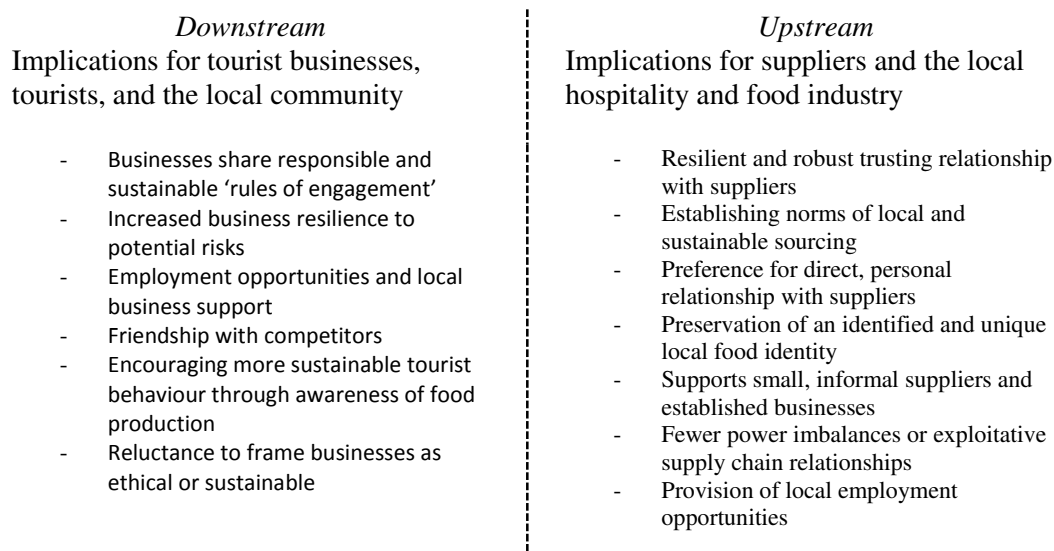 Downstream
Implications for tourist businesses,
tourists, and the local community
- Businesses share responsible and
sustainable ‘rules of engagement’
- Increased business resilience to
potential risks
- Employment opportunities and local
business support
- Friendship with competitors
- Encouraging more sustainable tourist
behaviour through awareness of food
production
- Reluctance to frame businesses as
ethical or sustainable
Upstream
Implications for suppliers and the local
hospitality and food industry
- Resilient and robust trusting relationship
with suppliers
- Establishing norms of local and
sustainable sourcing
- Preference for direct, personal
relationship with suppliers
- Preservation of an identified and unique
local food identity
- Supports small, informal suppliers and
established businesses
- Fewer power imbalances or exploitative
supply chain relationships
- Provision of local employment
opportunities